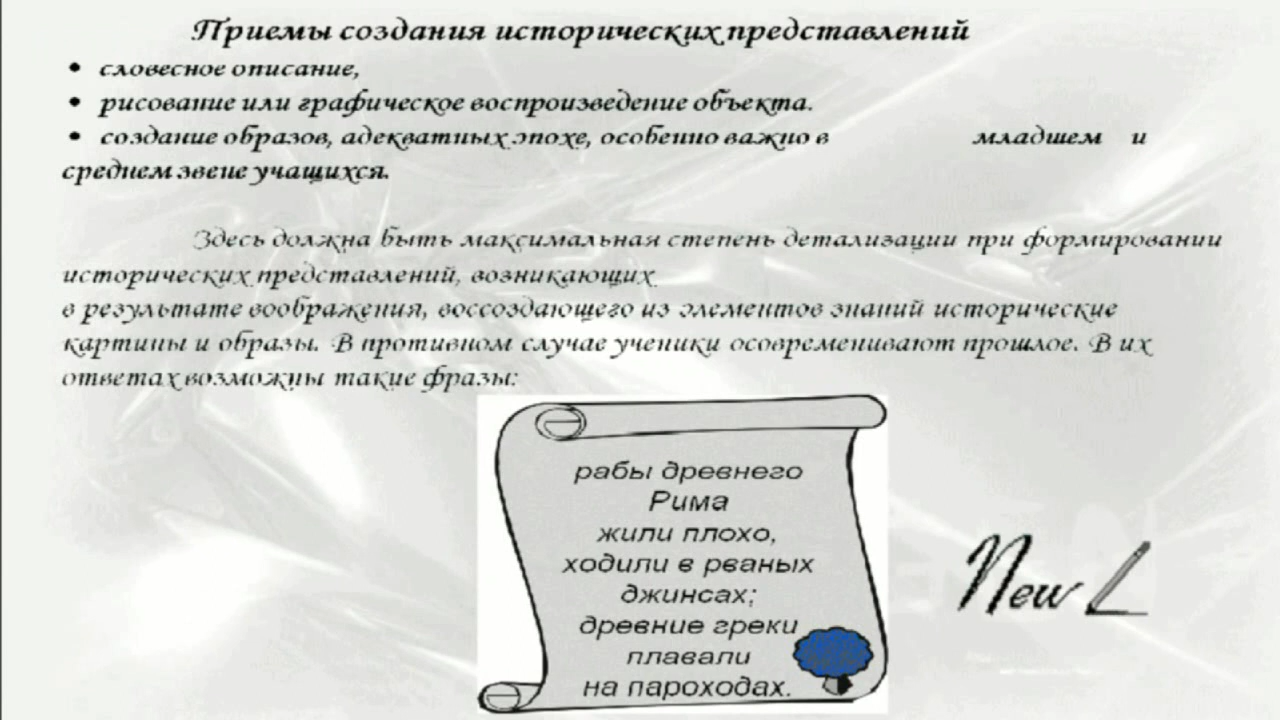 Приемы создания исторических представлений
• словесное описание,
• рисование или графическое воспроизведение объекта.
• создание образов, адекватных эпохе, особенно важно в младшем и
среднем звене учащихся.
Здесь должна быть максимальная степень детализации при формировании
исторических представлений, возникающих
в результате воображения, воссоздающего из элементов знаний исторические
картины и образы. В противном случае ученики осовременивают прошлое. В их
ответах возможны такие фразы:
рабы древнего
Рима
жили плохо,
ходили в рваных
джинсах;
древние греки
плавали
на пароходах.
New